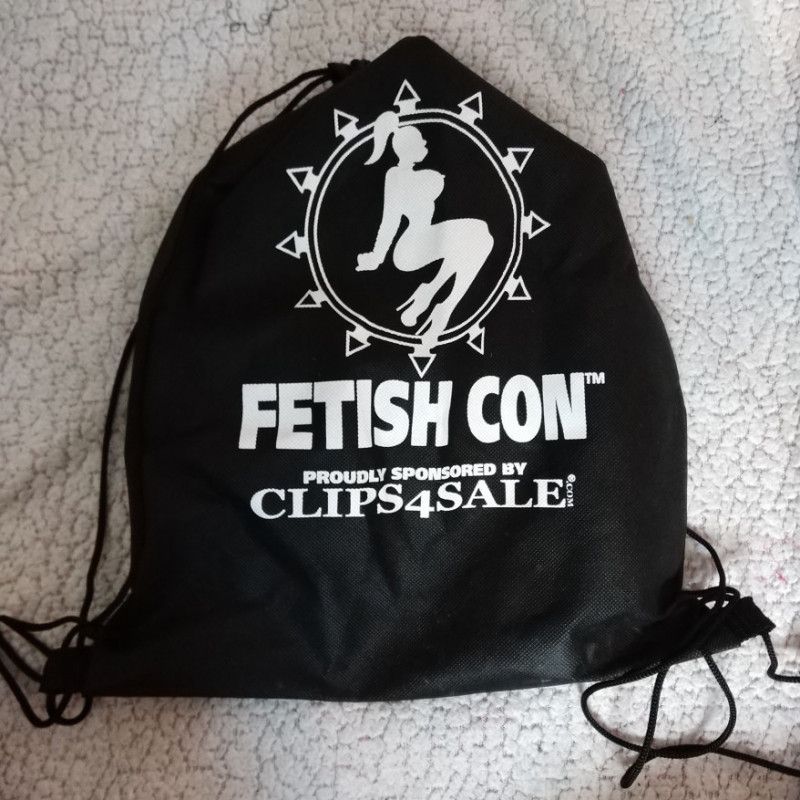 FETISH CON™
PROUDLY SPONSORED BY
CLIPS4SALE®.COM